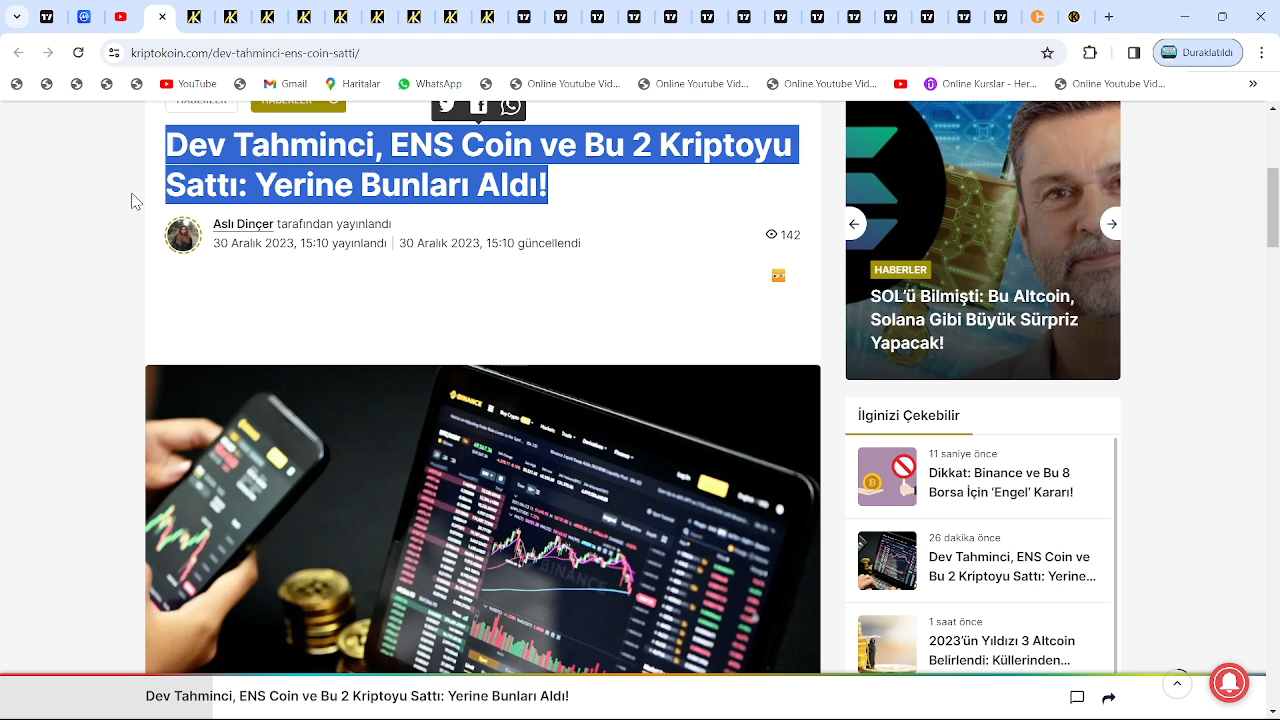 kriptokoin.com/dev-tahminci-ens-coin-satti/
Duraklatıldı
YouTube
Gmail
Haritalar
WhatsApp
Online Youtube Vid...
Online Youtube Vid...
Online Youtube Vid...
Online Kurslar - Her...
Online Youtube Vid...
HABERLER
HABERLER
Dev Tahminci, ENS Coin ve Bu 2 Kriptoyu
Sattı: Yerine Bunları Aldı!
Aslı Dinçer tarafından yayınlandı
30 Aralık 2023, 15:10 yayınlandı
30 Aralık 2023, 15:10 güncellendi
142
BINANCE
Markets
BINANCE
HABERLER
SOL’ü Bilmişti: Bu Altcoin,
Solana Gibi Büyük Sürpriz
Yapacak!
İlginizi Çekebilir
11 saniye önce
Dikkat: Binance ve Bu 8
Borsa İçin ‘Engel’ Kararı!
26 dakika önce
Dev Tahminci, ENS Coin ve
Bu 2 Kriptoyu Sattı: Yerine...
1 saat önce
2023’ün Yıldızı 3 Altcoin
Belirlendi: Küllerinden...
Dev Tahminci, ENS Coin ve Bu 2 Kriptoyu Sattı: Yerine Bunları Aldı!